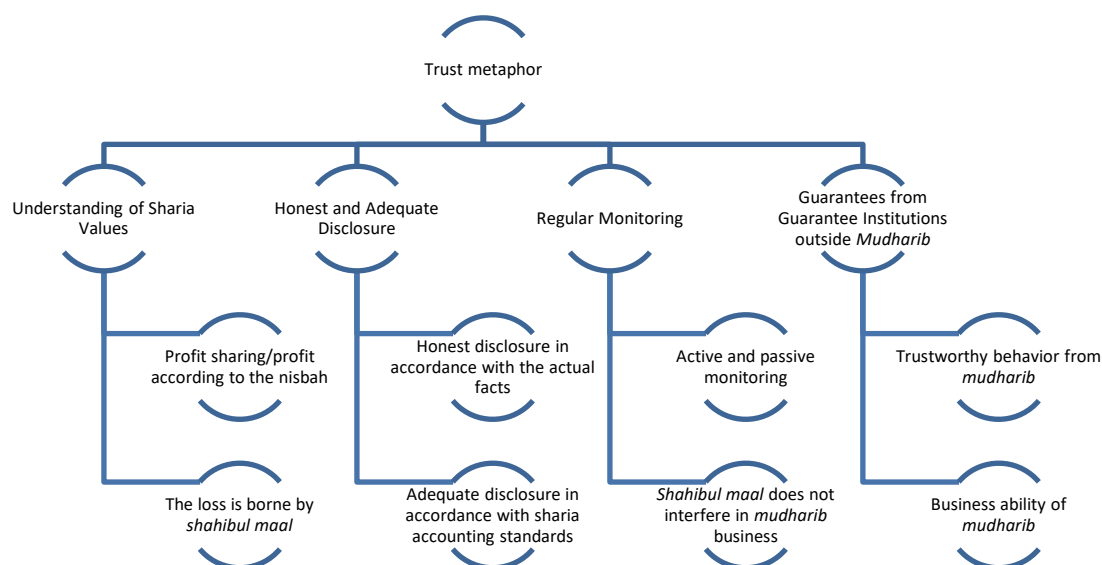 Trust metaphor
Understanding of Sharia
Values
Honest and Adequate
Disclosure
Regular Monitoring
Guarantees from
Guarantee Institutions
outside Mudharib
Profit sharing/profit
according to the nisbah
Honest disclosure in
accordance with the actual
facts
Active and passive
monitoring
Trustworthy behavior from
mudharib
The loss is borne by
shahibul maal
Adequate disclosure in
accordance with sharia
accounting standards
Shahibul maal does not
interfere in mudharib
business
Business ability of
mudharib